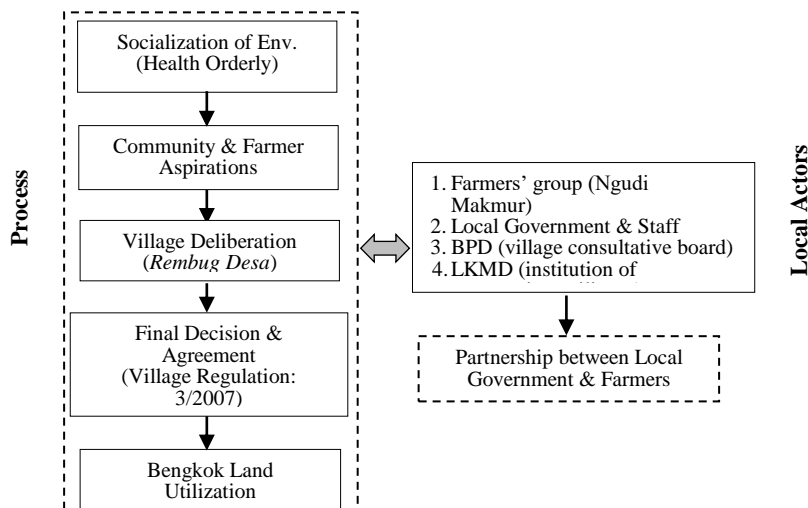 Process
Socialization of Env.
(Health Orderly)
Community & Farmer
Aspirations
Village Deliberation
(Rembug Desa)
Final Decision &
Agreement
(Village Regulation:
3/2007)
Bengkok Land
Utilization
1. Farmers' group (Ngudi
Makmur)
2. Local Government & Staff
3. BPD (village consultative board)
4. LKMD (institution of
Partnership between Local
Government & Farmers
Local Actors